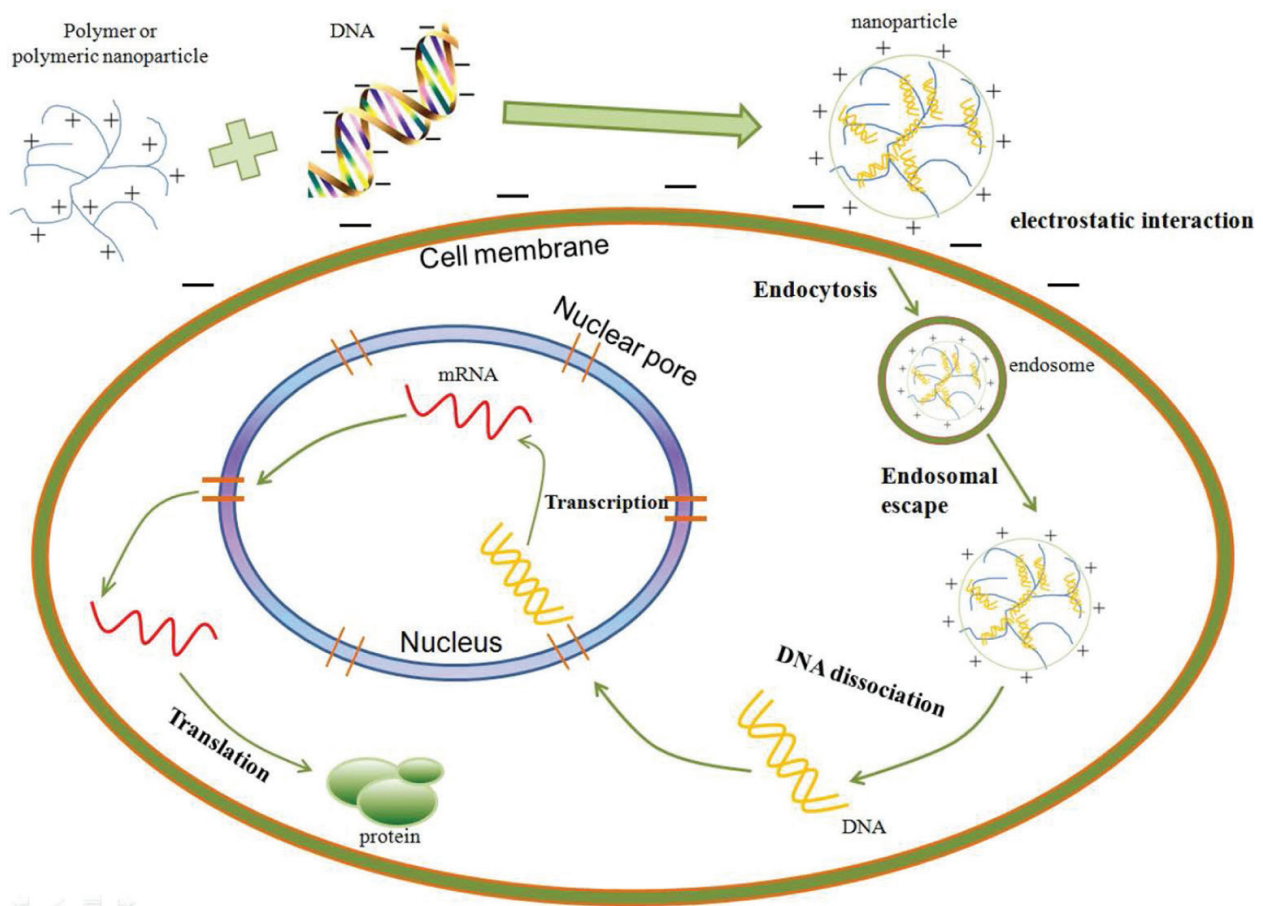 Polymer or
polymeric nanoparticle
DNA
nanoparticle
electrostatic interaction
Cell membrane
Endocytosis
endosome
Nuclear pore
mRNA
Transcription
Endosomal
escape
Nucleus
DNA dissociation
Translation
DNA
protein